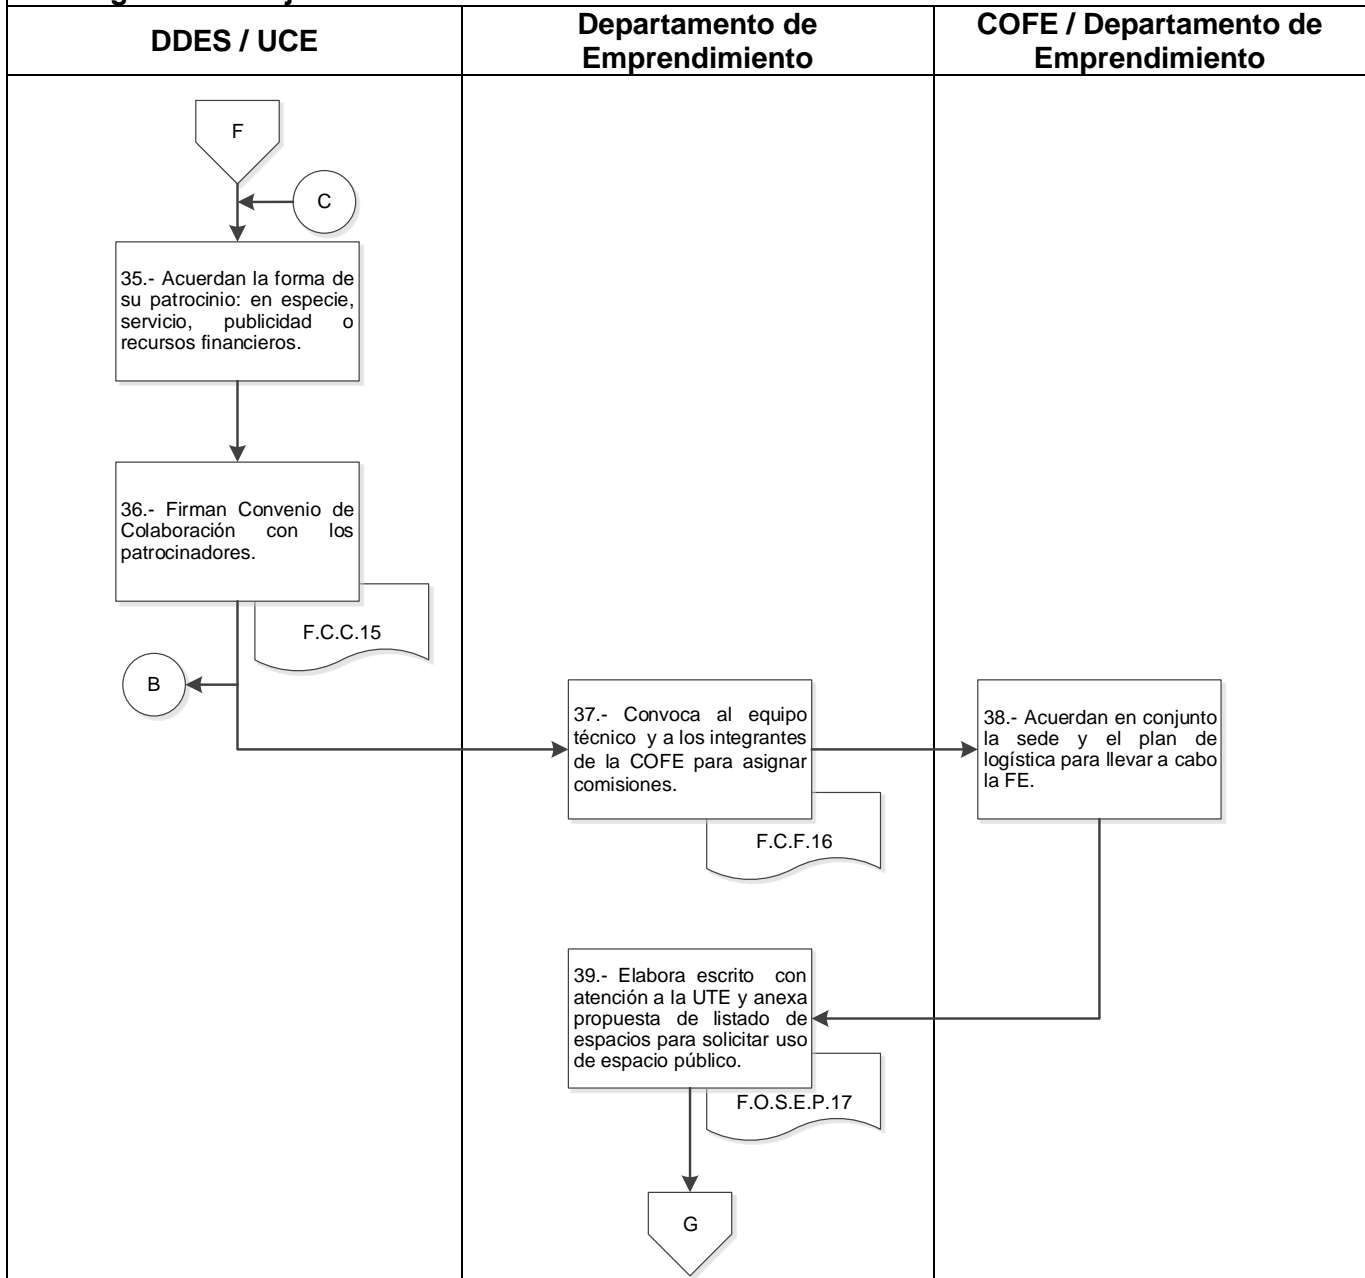 DDES / UCE
Departamento de
Emprendimiento
COFE / Departamento de
Emprendimiento
F
C
35.- Acuerdan la forma de
su patrocinio: en especie,
servicio, publicidad o
recursos financieros.
36.- Firman Convenio de
Colaboración con los
patrocinadores.
F.C.C.15
B
37.- Convoca al equipo
técnico y a los integrantes
de la COFE para asignar
comisiones.
F.C.F.16
38.- Acuerdan en conjunto
la sede y el plan de
logística para llevar a cabo
la FE.
39.- Elabora escrito con
atención a la UTE y anexa
propuesta de listado de
espacios para solicitar uso
de espacio público.
F.O.S.E.P.17
G